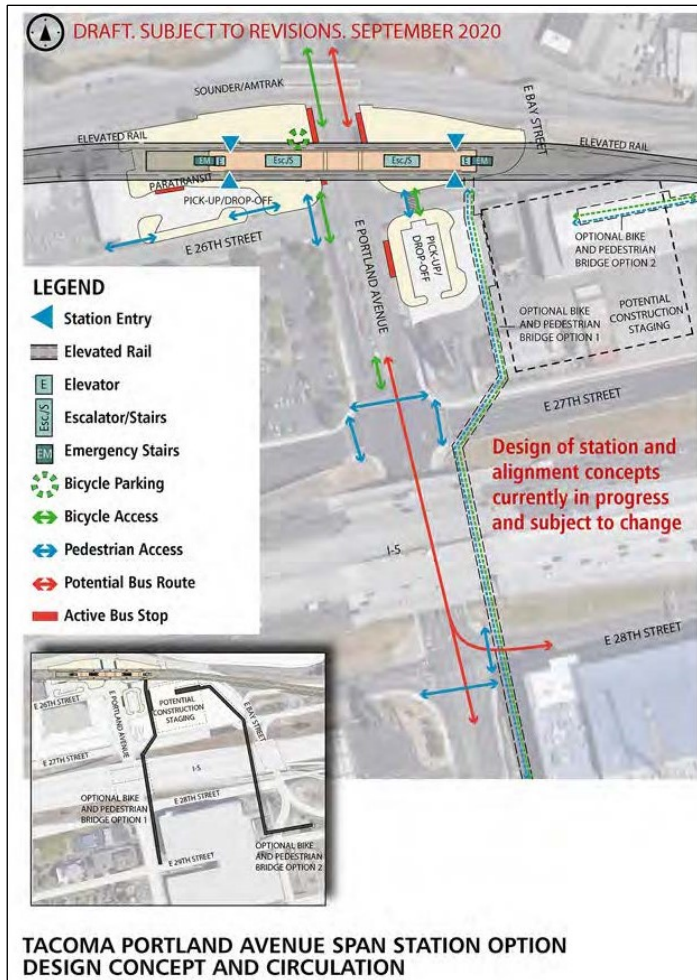 DRAFT. SUBJECT TO REVISIONS. SEPTEMBER 2020
SOUNDER/AMTRAK
E BAY STREET
ELEVATED RAIL
ELEVATED RAIL
EM
E
Esc./S
Esc./S
E
EM
PARATRANSIT
PICK-UP/DROP-OFF
E 26TH STREET
E PORTLAND AVENUE
PICK-UP/
DROP-OFF
OPTIONAL BIKE
AND PEDESTRIAN
BRIDGE OPTION 2
OPTIONAL BIKE
AND PEDESTRIAN
BRIDGE OPTION 1
POTENTIAL
CONSTRUCTION
STAGING
E 27TH STREET
Design of station and
alignment concepts
currently in progress
and subject to change
I-5
E 28TH STREET
LEGEND
Station Entry
Elevated Rail
E
Elevator
Esc./S
Escalator/Stairs
EM
Emergency Stairs
Bicycle Parking
Bicycle Access
Pedestrian Access
Potential Bus Route
Active Bus Stop
E 26TH STREET
E PORTLAND AVENUE
POTENTIAL
CONSTRUCTION
STAGING
E BAY STREET
E 27TH STREET
I-5
OPTIONAL BIKE
AND PEDESTRIAN
BRIDGE OPTION 1
E 28TH STREET
E 29TH STREET
OPTIONAL BIKE
AND PEDESTRIAN
BRIDGE OPTION 2
TACOMA PORTLAND AVENUE SPAN STATION OPTION
DESIGN CONCEPT AND CIRCULATION